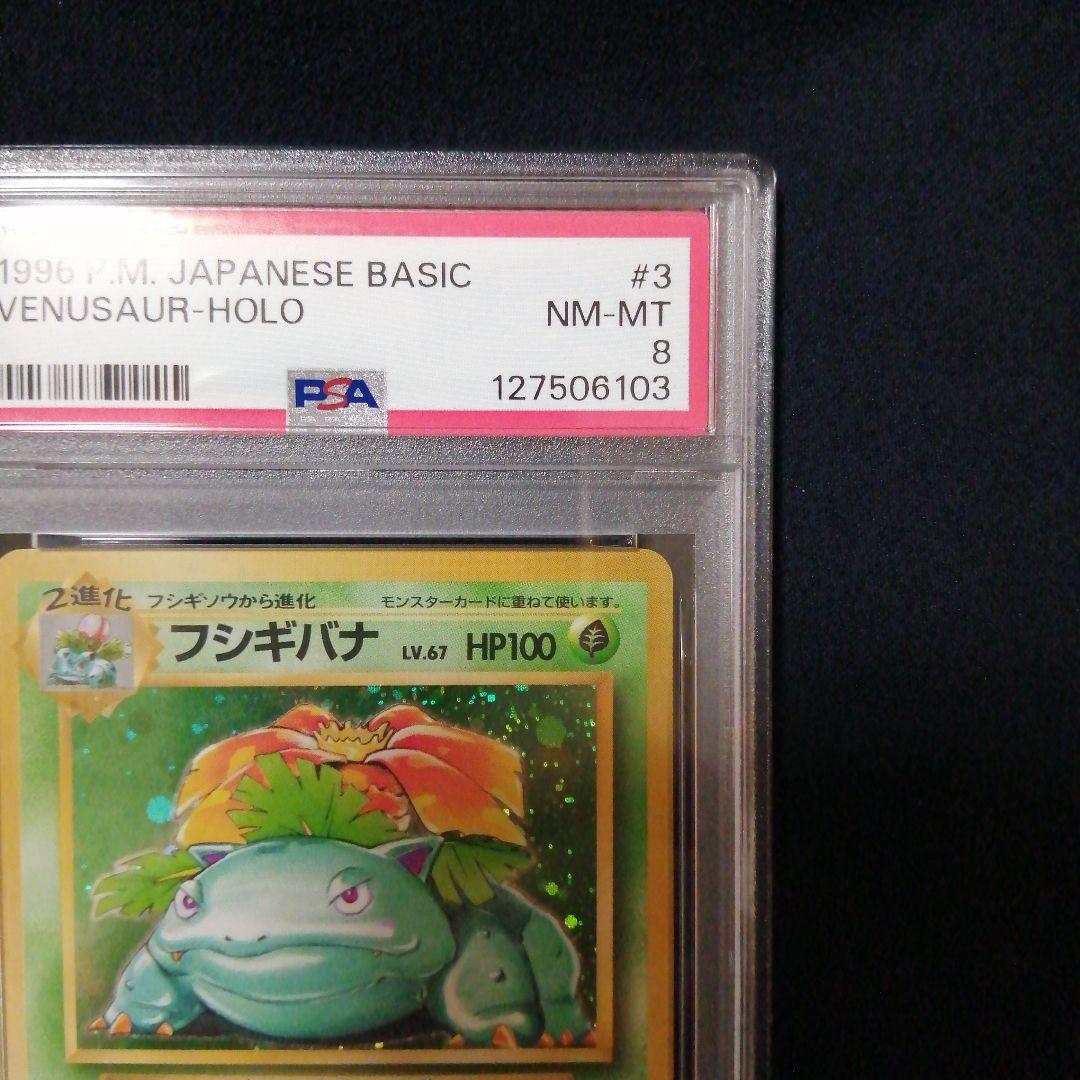 1996 P.M. JAPANESE BASIC #3
VENUSAUR-HOLO NM-MT
8
PSA 127506103
2進化 フシギソウから進化 モンスターカードに重ねて使います。
フシギバナ LV.67 HP100